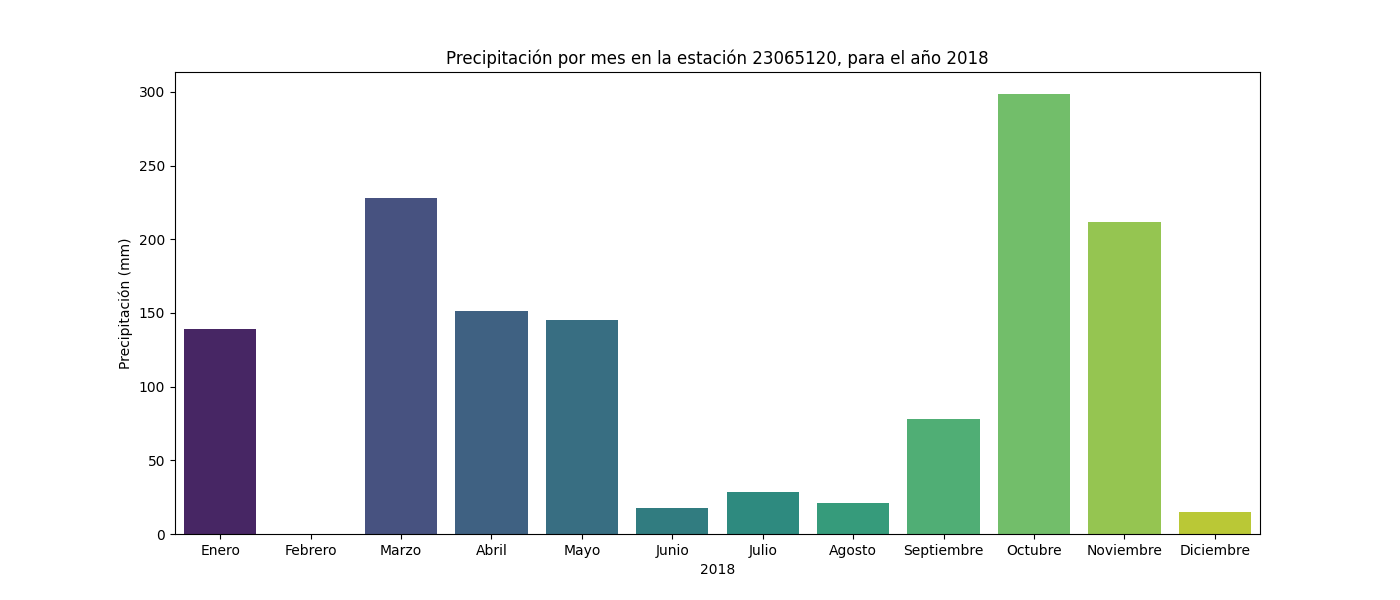 Precipitación por mes en la estación 23065120, para el año 2018
Precipitación (mm)
300
250
200
150
100
50
0
Enero Febrero Marzo Abril Mayo Junio Julio Agosto Septiembre Octubre Noviembre Diciembre
2018